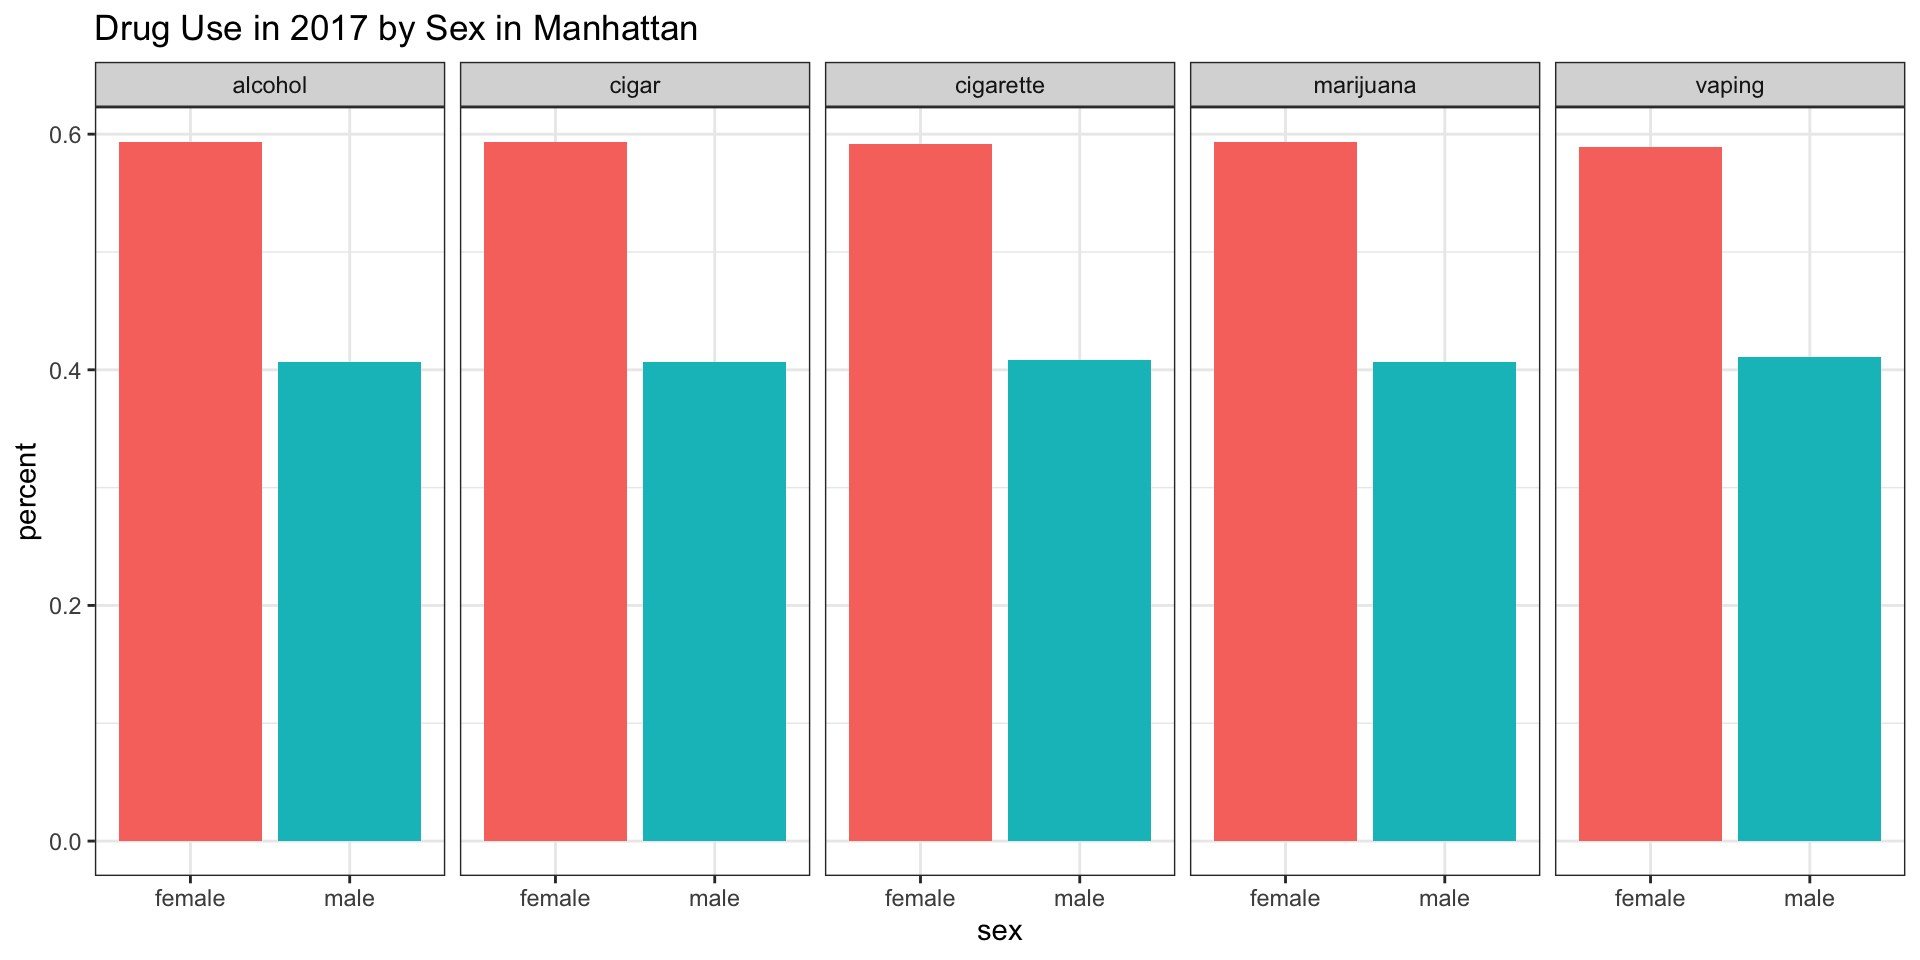 Drug Use in 2017 by Sex in Manhattan
alcohol cigar cigarette marijuana vaping
0.6
0.4
0.2
0.0
percent
female male female male female male female male female male
sex